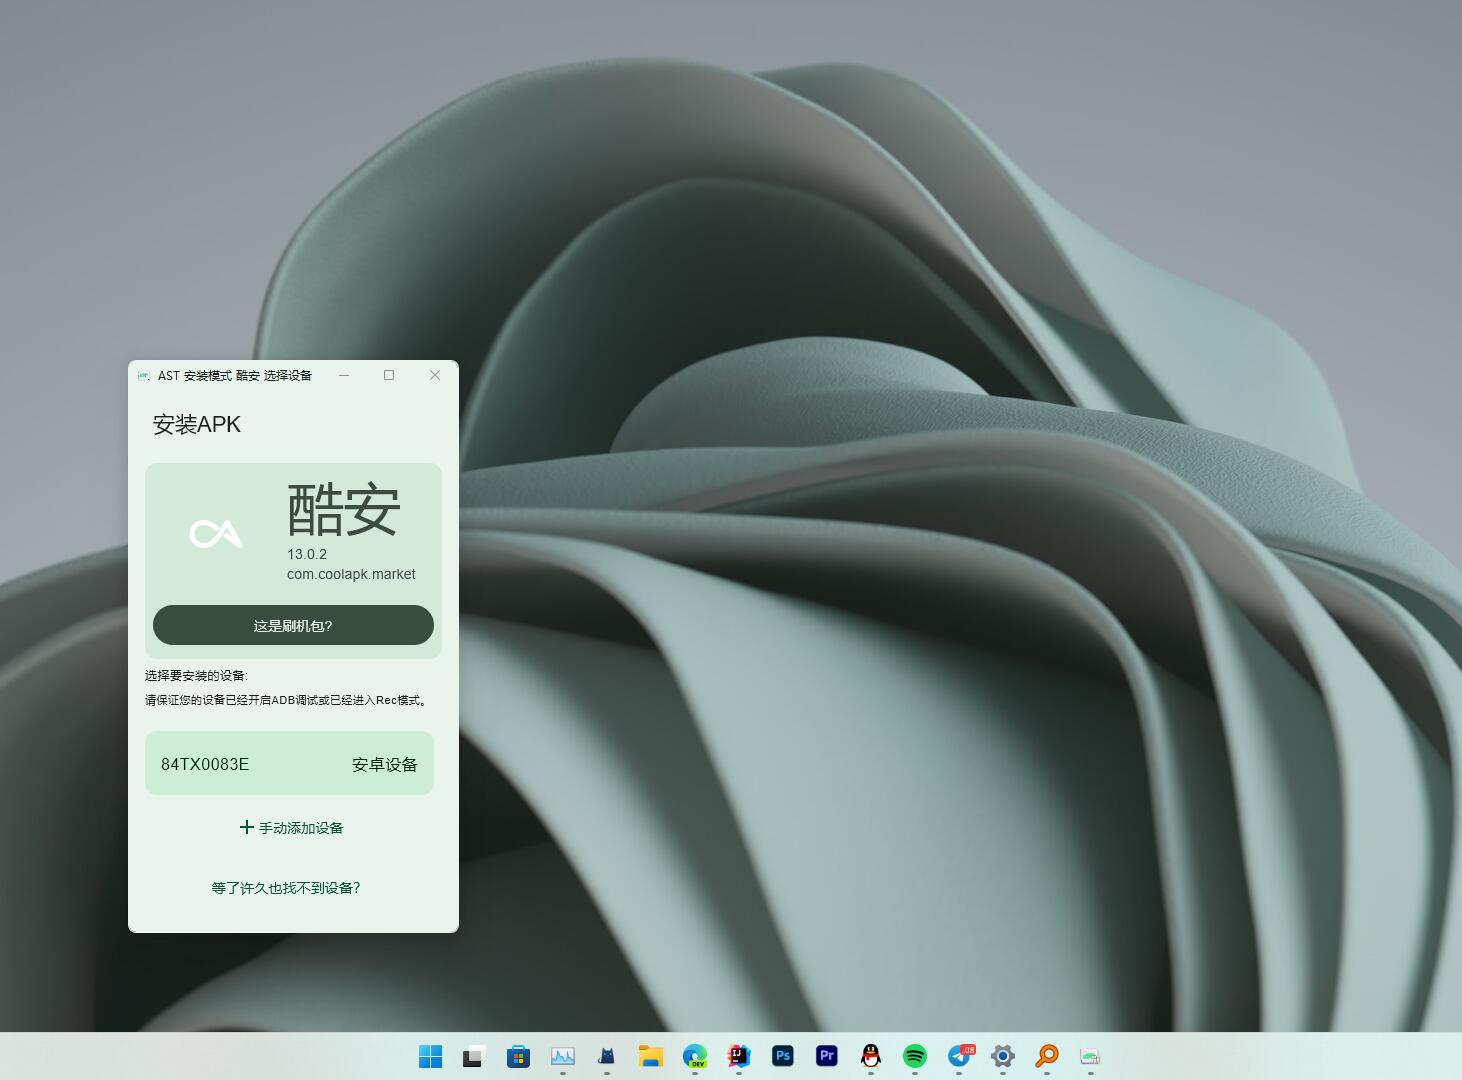 AST 安装模式 酷安 选择设备
安装APK
酷安
13.0.2
com.coolapk.market
这是刷机包?
选择要安装的设备:
请保证您的设备已经开启ADB调试或已经进入Rec模式。
84TX0083E 安卓设备
手动添加设备
等了许久也找不到设备?
DEV
IJ
Ps
Pr